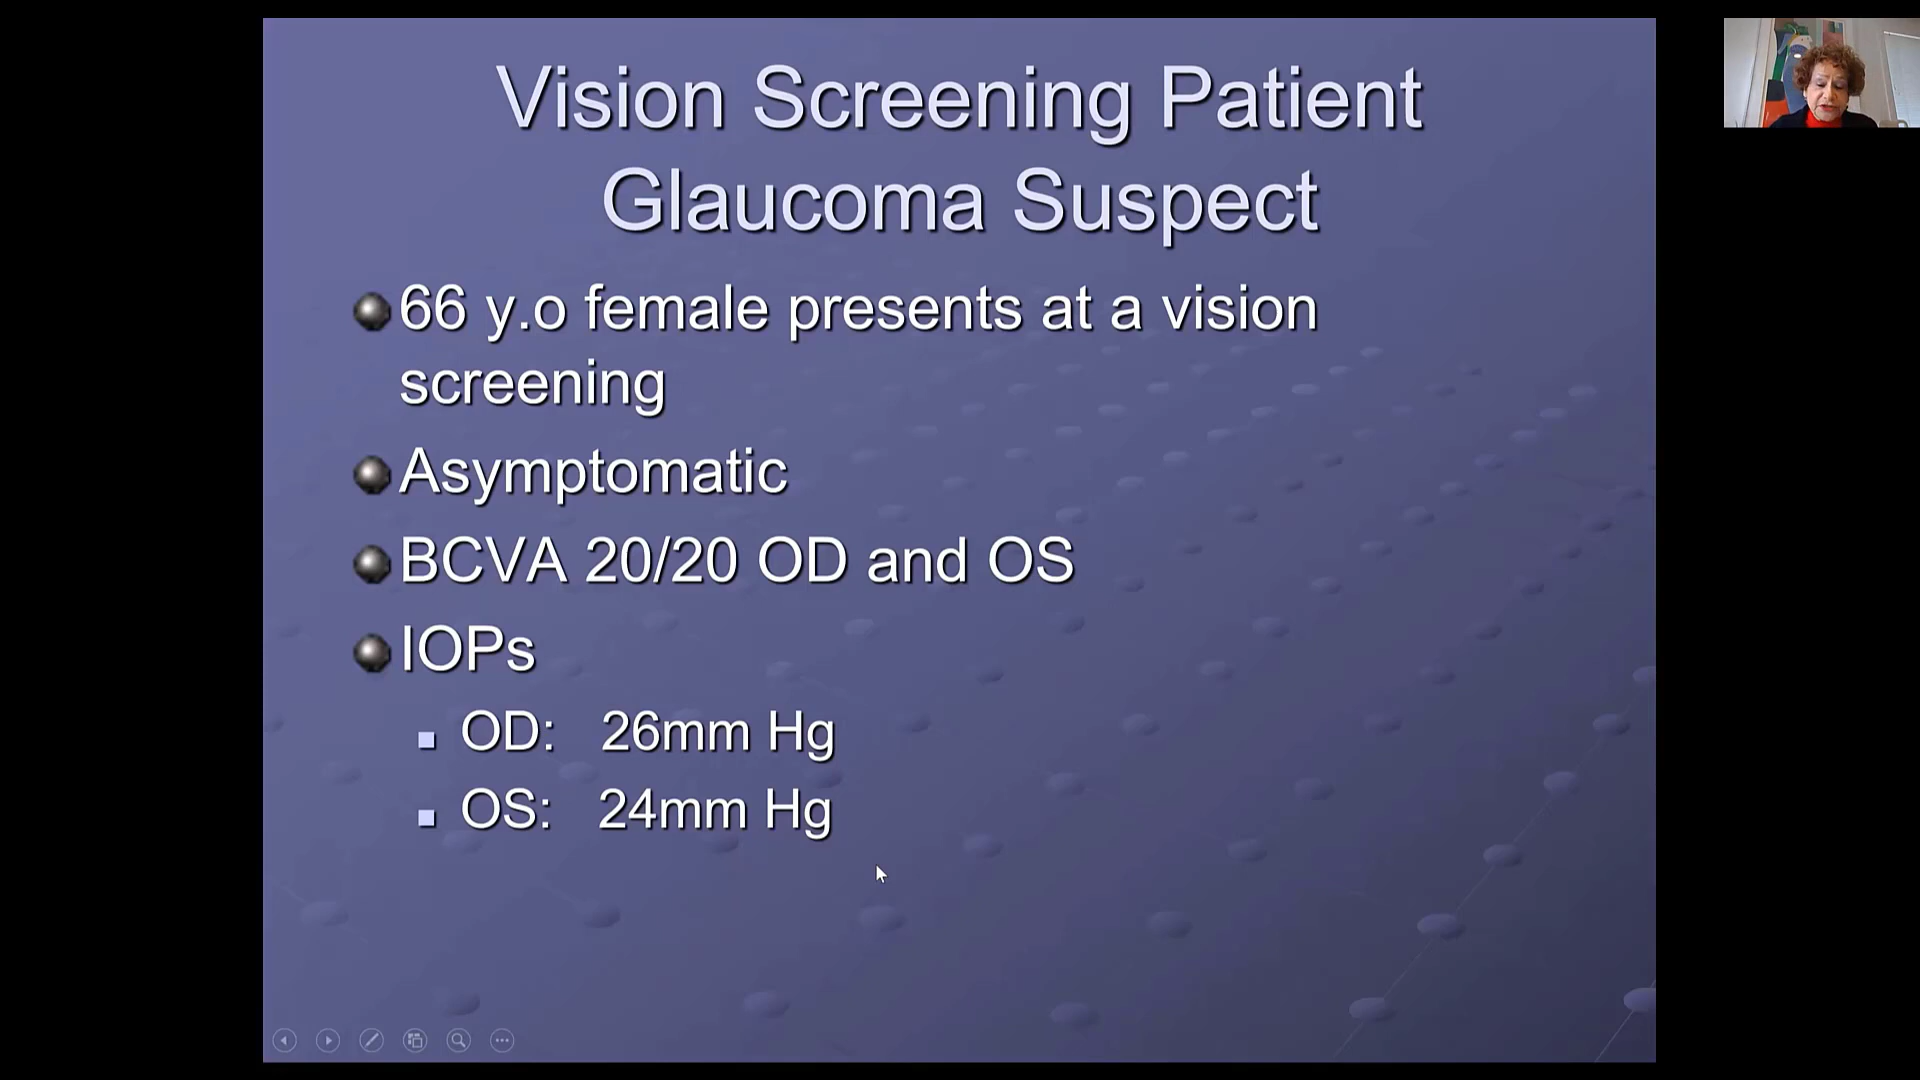 Vision Screening Patient
Glaucoma Suspect
66 y.o female presents at a vision
screening
Asymptomatic
BCVA 20/20 OD and OS
IOPs
OD: 26mm Hg
OS: 24mm Hg